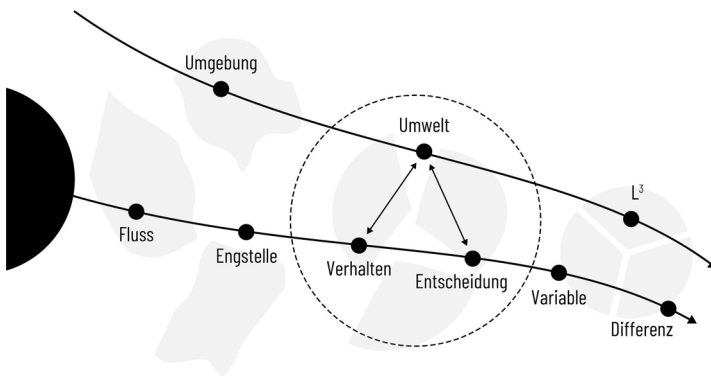 Umgebung
Umwelt
L³
Fluss
Engstelle
Verhalten
Entscheidung
Variable
Differenz